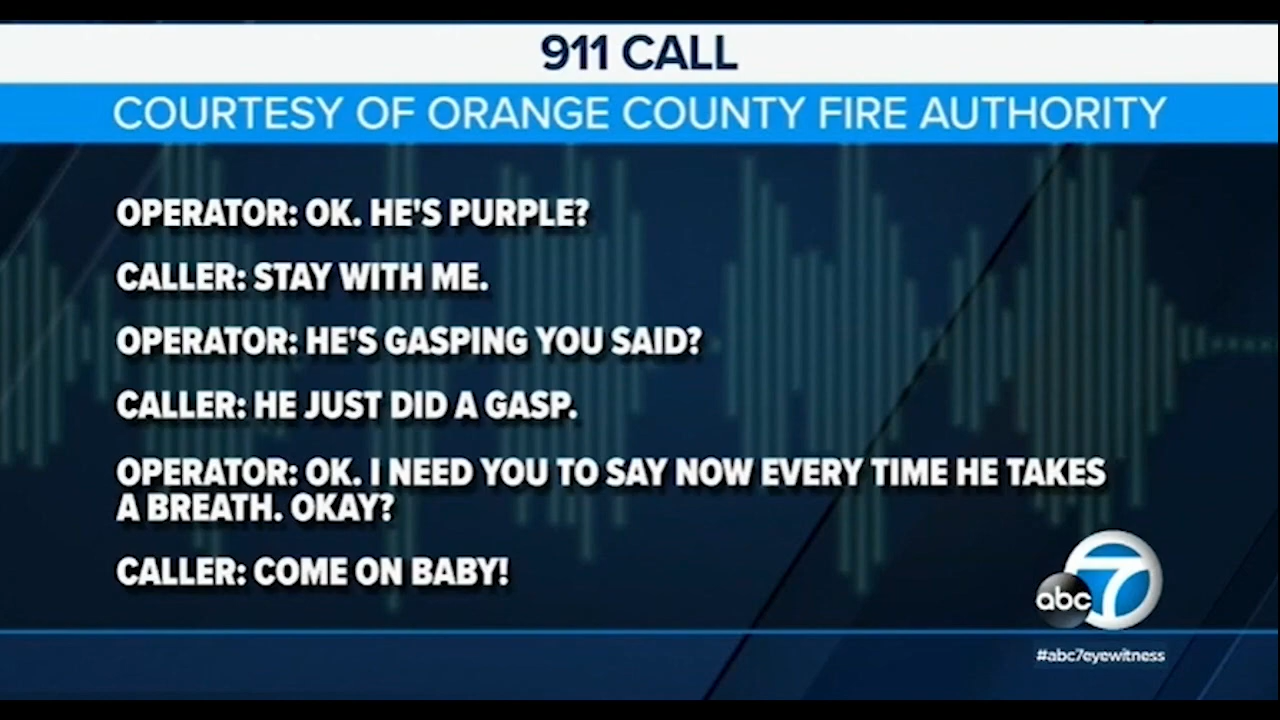 911 CALL
COURTESY OF ORANGE COUNTY FIRE AUTHORITY
OPERATOR: OK. HE'S PURPLE?
CALLER: STAY WITH ME.
OPERATOR: HE'S GASPING YOU SAID?
CALLER: HE JUST DID A GASP.
OPERATOR: OK. I NEED YOU TO SAY NOW EVERY TIME HE TAKES
A BREATH. OKAY?
CALLER: COME ON BABY!
abc 7
#abc7eyewitness